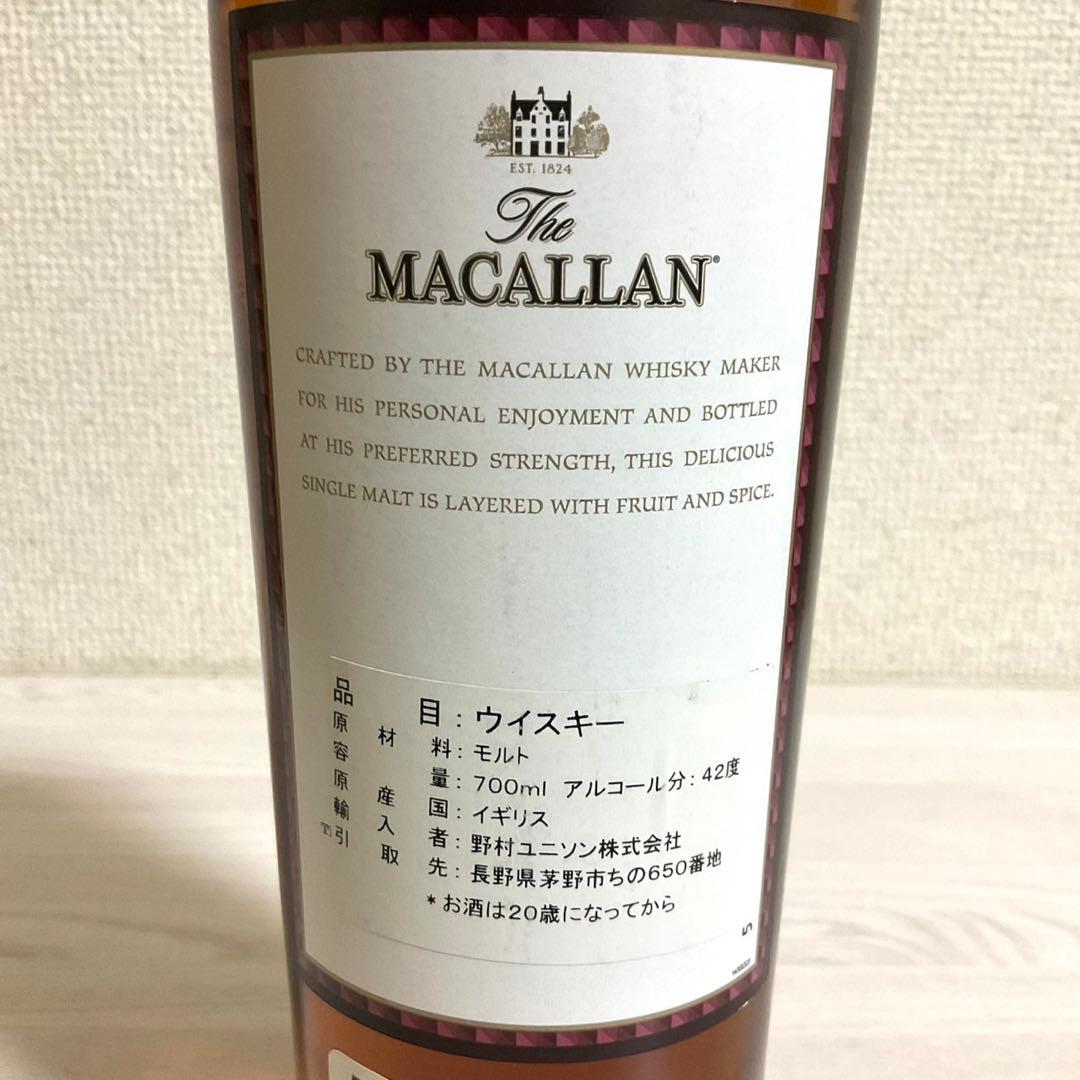 EST. 1824
The
MACALLAN
CRAFTED BY THE MACALLAN WHISKY MAKER
FOR HIS PERSONAL ENJOYMENT AND BOTTLED
AT HIS PREFERRED STRENGTH, THIS DELICIOUS
SINGLE MALT IS LAYERED WITH FRUIT AND SPICE.
品目:ウイスキー
原材料:モルト
容量:700ml アルコール分:42度
原産国:イギリス
輸入者:野村ユニソン株式会社
引取先:長野県茅野市ちの650番地
*お酒は20歳になってから
5